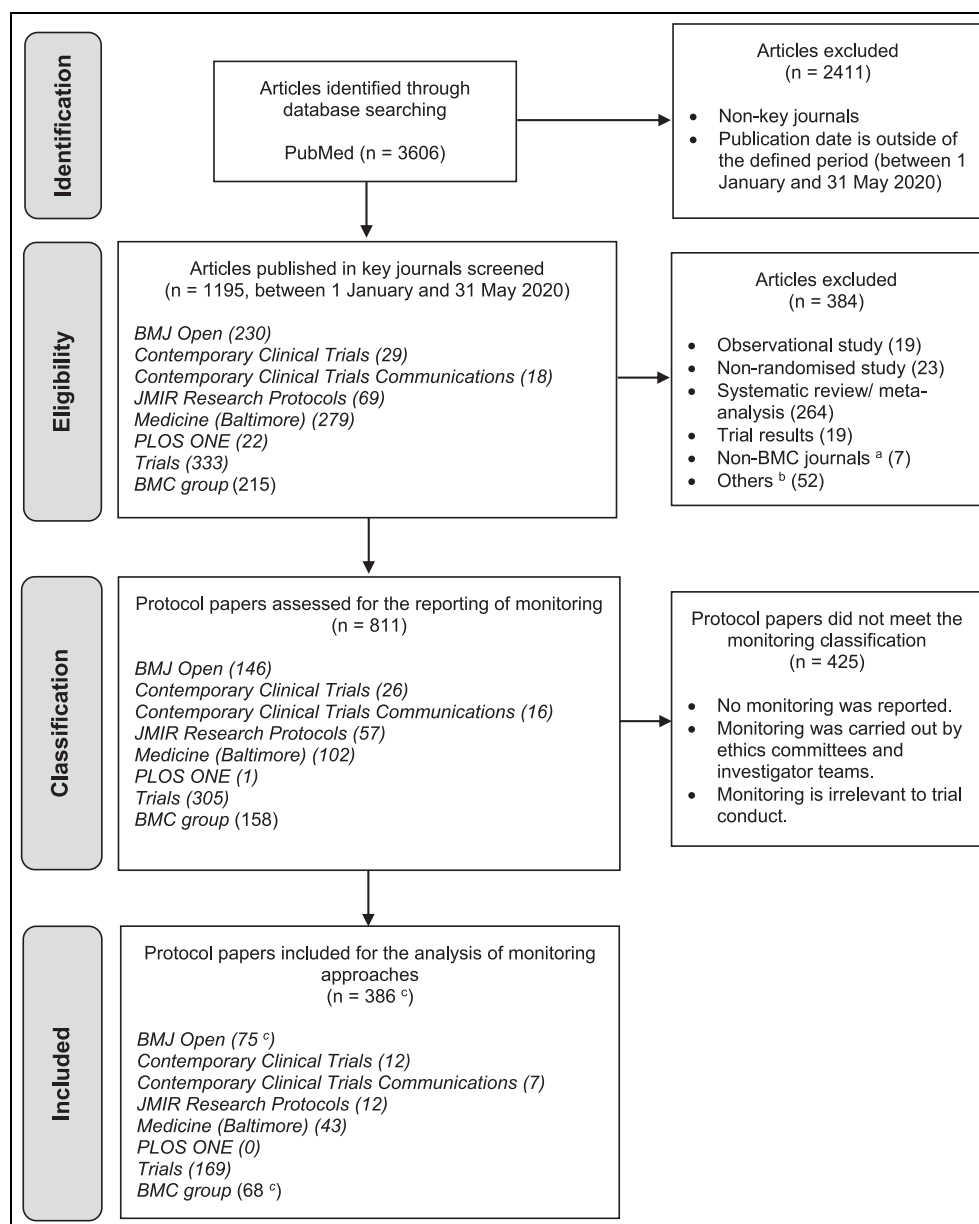 Identification
Articles identified through
database searching
PubMed (n = 3606)
Articles excluded
(n = 2411)
• Non-key journals
• Publication date is outside of
the defined period (between 1
January and 31 May 2020)
Eligibility
Articles published in key journals screened
(n = 1195, between 1 January and 31 May 2020)
BMJ Open (230)
Contemporary Clinical Trials (29)
Contemporary Clinical Trials Communications (18)
JMIR Research Protocols (69)
Medicine (Baltimore) (279)
PLOS ONE (22)
Trials (333)
BMC group (215)
Articles excluded
(n = 384)
• Observational study (19)
• Non-randomised study (23)
• Systematic review/ meta-
analysis (264)
• Trial results (19)
• Non-BMC journals a (7)
• Others b (52)
Classification
Protocol papers assessed for the reporting of monitoring
(n = 811)
BMJ Open (146)
Contemporary Clinical Trials (26)
Contemporary Clinical Trials Communications (16)
JMIR Research Protocols (57)
Medicine (Baltimore) (102)
PLOS ONE (1)
Trials (305)
BMC group (158)
Protocol papers did not meet the
monitoring classification
(n = 425)
• No monitoring was reported.
• Monitoring was carried out by
ethics committees and
investigator teams.
• Monitoring is irrelevant to trial
conduct.
Included
Protocol papers included for the analysis of monitoring
approaches
(n = 386 c)
BMJ Open (75 c)
Contemporary Clinical Trials (12)
Contemporary Clinical Trials Communications (7)
JMIR Research Protocols (12)
Medicine (Baltimore) (43)
PLOS ONE (0)
Trials (169)
BMC group (68 c)